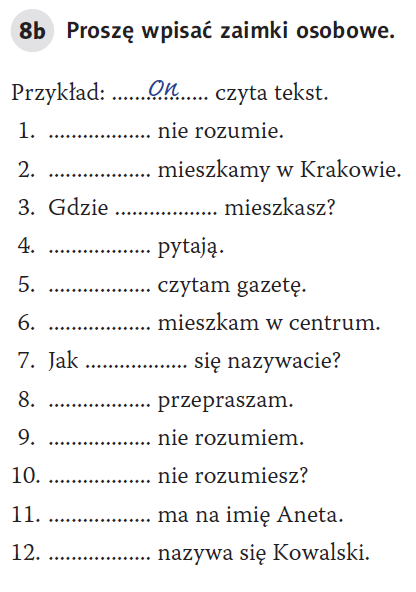 8b Proszę wpisać zaimki osobowe.
Przykład: .......On........ czyta tekst.
1. .................. nie rozumie.
2. .................. mieszkamy w Krakowie.
3. Gdzie .................. mieszkasz?
4. .................. pytają.
5. .................. czytam gazetę.
6. .................. mieszkam w centrum.
7. Jak .................. się nazywacie?
8. .................. przepraszam.
9. .................. nie rozumiem.
10. .................. nie rozumiesz?
11. .................. ma na imię Aneta.
12. .................. nazywa się Kowalski.